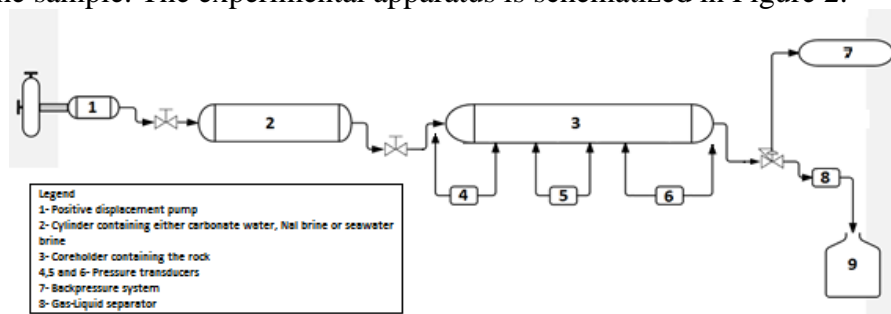 he sample. The experimental apparatus is schematized in Figure 2.
7
1
2
3
4
5
6
8
9
Legend
1- Positive displacement pump
2- Cylinder containing either carbonate water, NaI brine or seawater
brine
3- Coreholder containing the rock
4,5 and 6- Pressure transducers
7- Backpressure system
8- Gas-Liquid separator